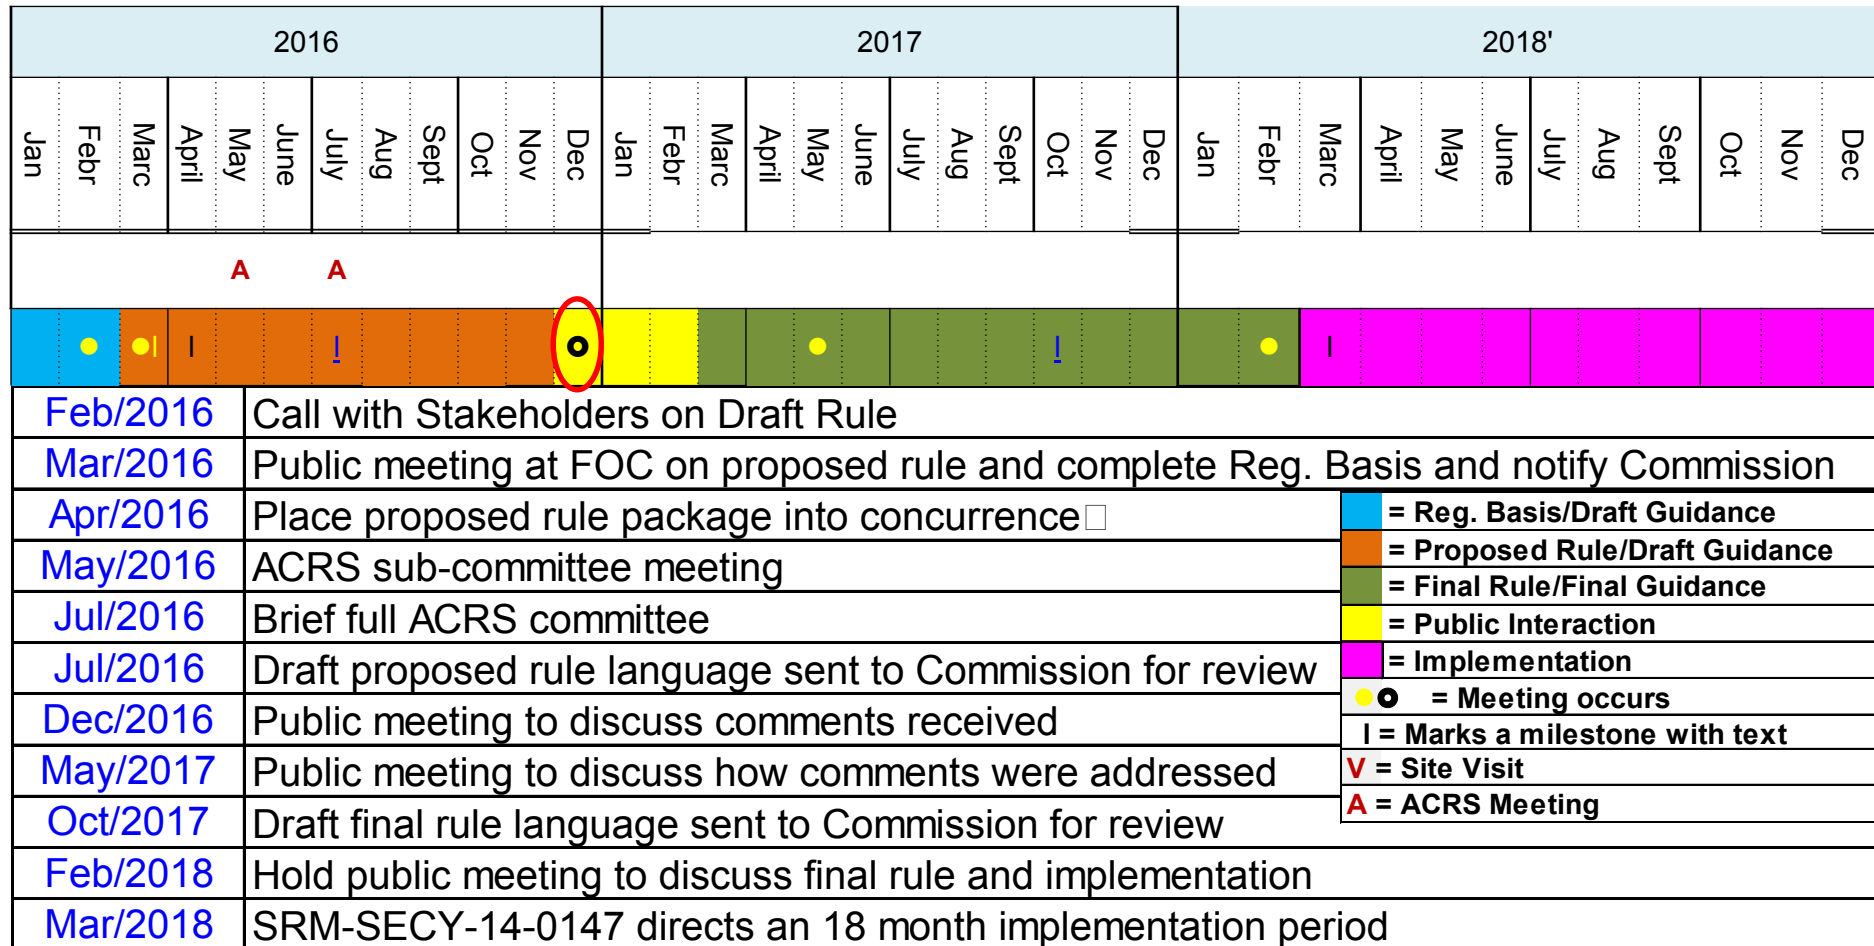 2016 2017 2018'
Jan Febr Marc April May June July Aug Sept Oct Nov Dec Jan Febr Marc April May June July Aug Sept Oct Nov Dec Jan Febr Marc April May June July Aug Sept Oct Nov Dec
A A
I I I I I
Feb/2016 Call with Stakeholders on Draft Rule
Mar/2016 Public meeting at FOC on proposed rule and complete Reg. Basis and notify Commission
Apr/2016 Place proposed rule package into concurrence□
May/2016 ACRS sub-committee meeting
Jul/2016 Brief full ACRS committee
Jul/2016 Draft proposed rule language sent to Commission for review
Dec/2016 Public meeting to discuss comments received
May/2017 Public meeting to discuss how comments were addressed
Oct/2017 Draft final rule language sent to Commission for review
Feb/2018 Hold public meeting to discuss final rule and implementation
Mar/2018 SRM-SECY-14-0147 directs an 18 month implementation period
= Reg. Basis/Draft Guidance
= Proposed Rule/Draft Guidance
= Final Rule/Final Guidance
= Public Interaction
= Implementation
= Meeting occurs
I = Marks a milestone with text
V = Site Visit
A = ACRS Meeting